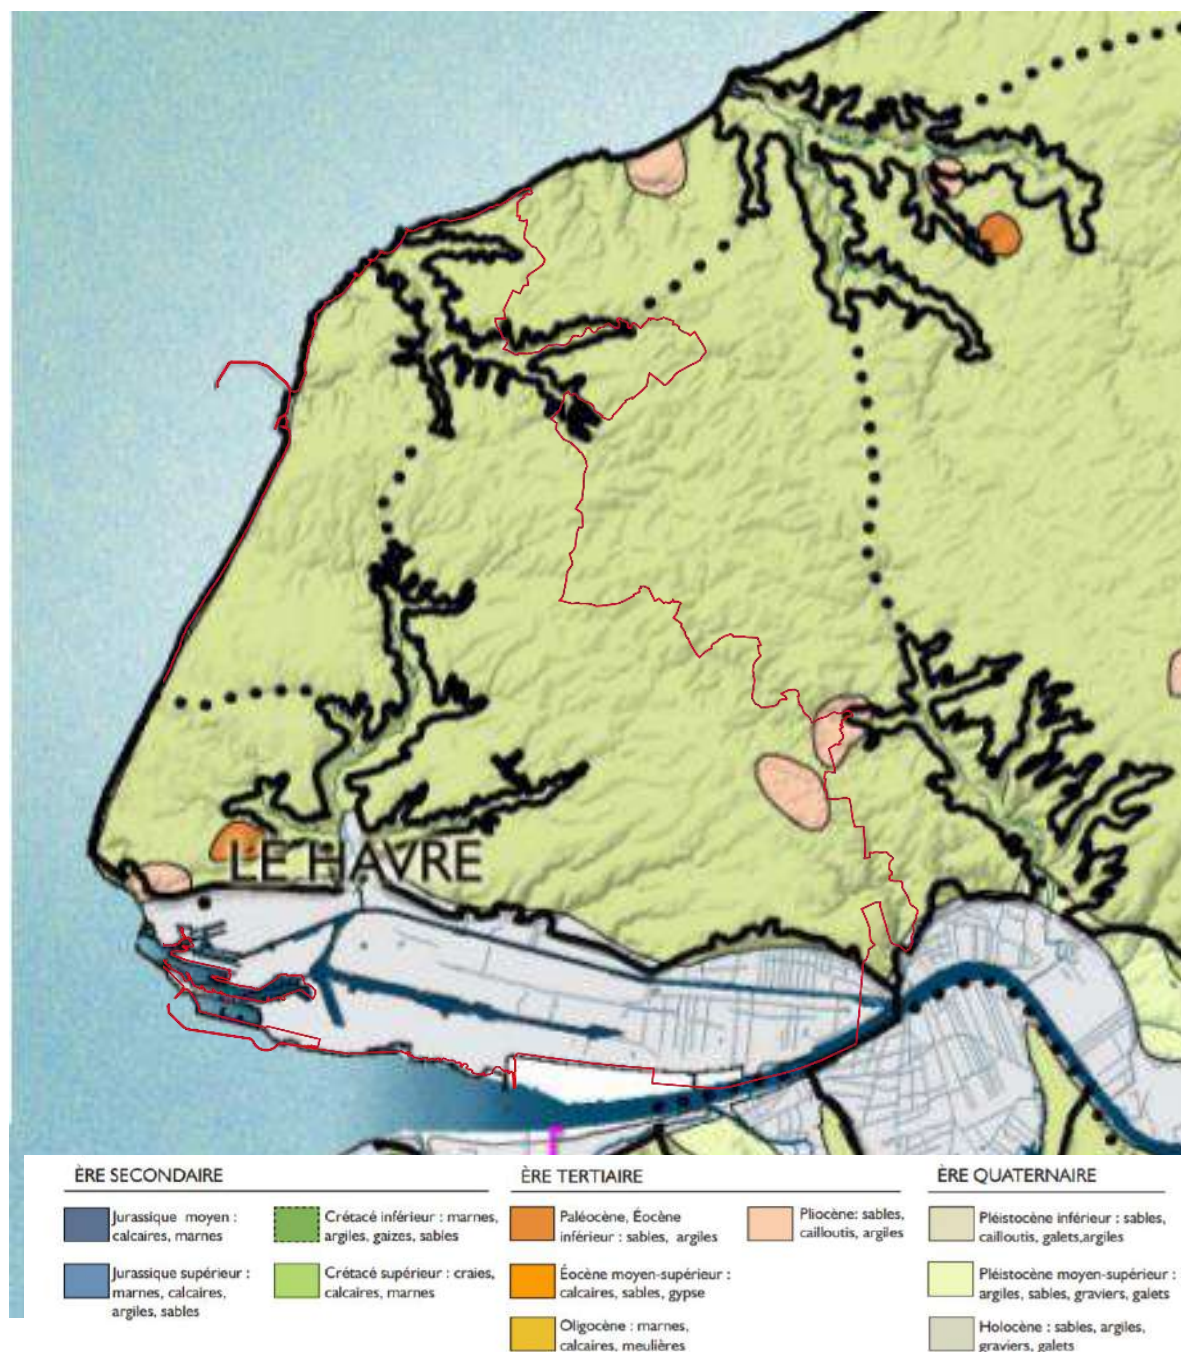 LE HAVRE
ÈRE SECONDAIRE
Jurassique moyen :
calcaires, marnes
Jurassique supérieur :
marnes, calcaires,
argiles, sables
Crétacé inférieur : marnes,
argiles, gaizes, sables
Crétacé supérieur : craies,
calcaires, marnes
ÈRE TERTIAIRE
Paléocène, Éocène
inférieur : sables, argiles
Éocène moyen-supérieur :
calcaires, sables, gypse
Oligocène : marnes,
calcaires, meulières
Pliocène: sables,
cailloutis, argiles
ÈRE QUATERNAIRE
Pléistocène inférieur : sables,
cailloutis, galets,argiles
Pléistocène moyen-supérieur :
argiles, sables, graviers, galets
Holocène : sables, argiles,
graviers, galets